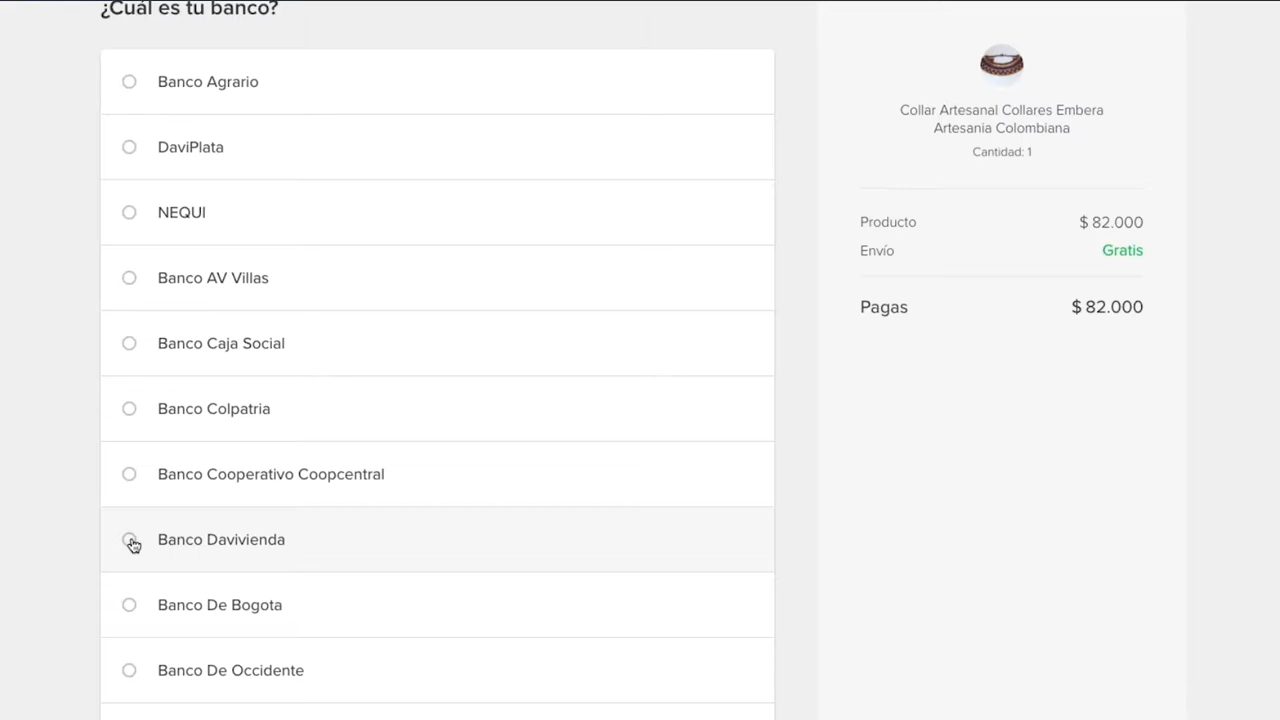 ¿Cuál es tu banco?
Banco Agrario
DaviPlata
NEQUI
Banco AV Villas
Banco Caja Social
Banco Colpatria
Banco Cooperativo Coopcentral
Banco Davivienda
Banco De Bogota
Banco De Occidente
Collar Artesanal Collares Embera
Artesania Colombiana
Cantidad: 1
Producto $ 82.000
Envío Gratis
Pagas $ 82.000